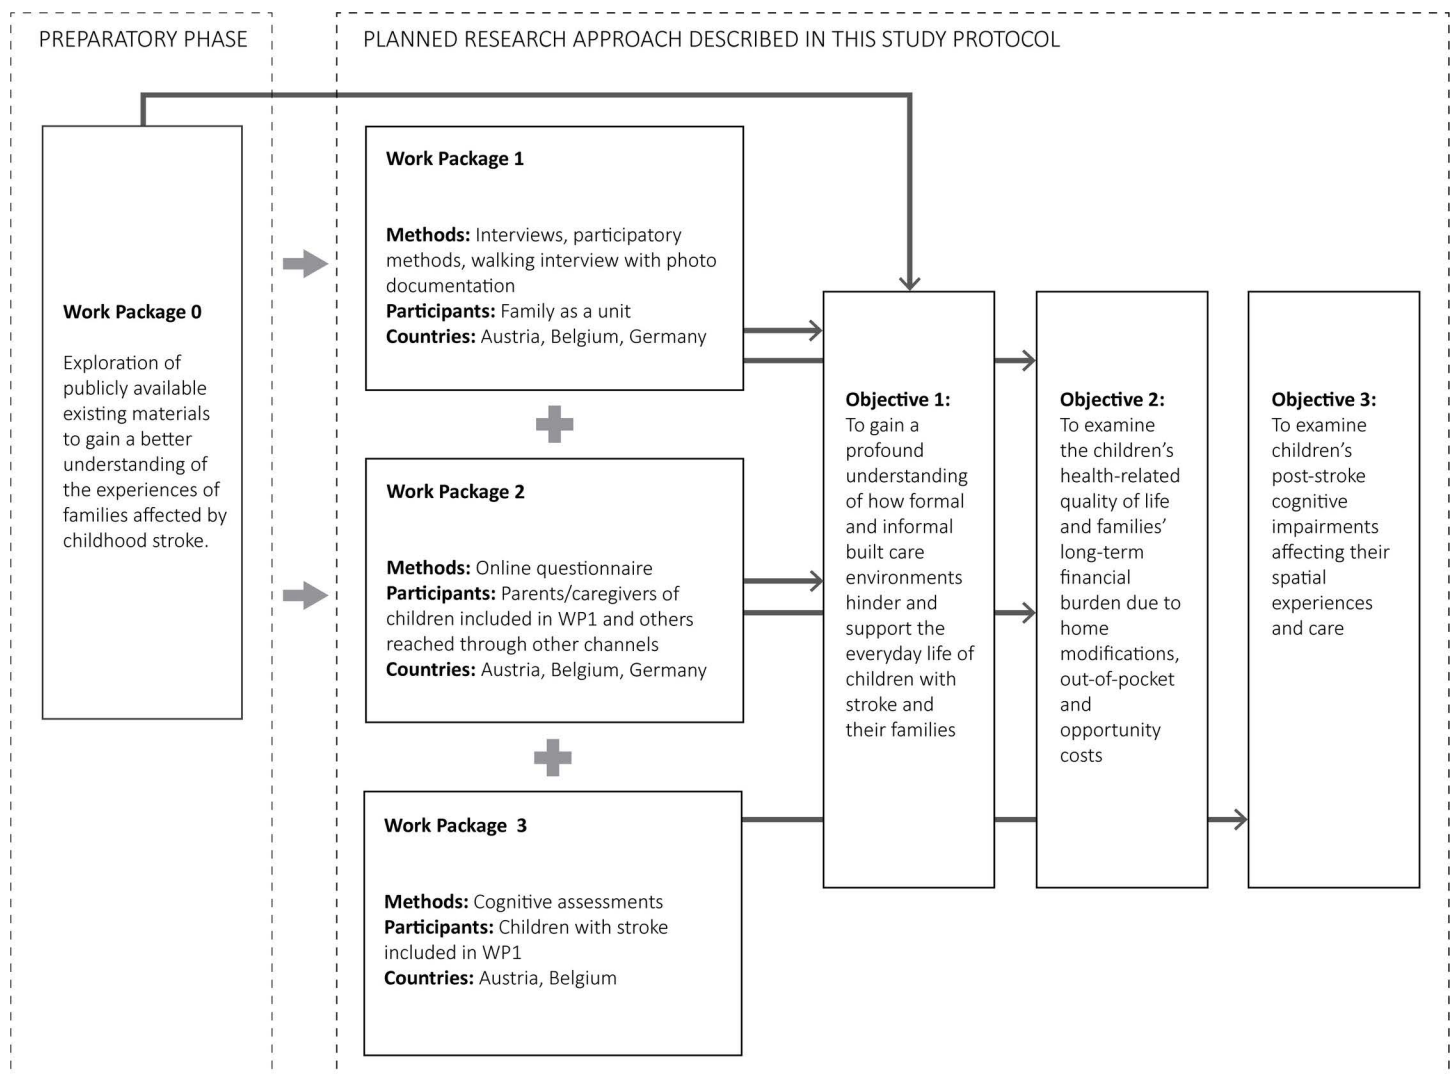 PREPARATORY PHASE
PLANNED RESEARCH APPROACH DESCRIBED IN THIS STUDY PROTOCOL
Work Package 0
Exploration of
publicly available
existing materials
to gain a better
understanding of
the experiences of
families affected by
childhood stroke.
Work Package 1
Methods: Interviews, participatory
methods, walking interview with photo
documentation
Participants: Family as a unit
Countries: Austria, Belgium, Germany
Work Package 2
Methods: Online questionnaire
Participants: Parents/caregivers of
children included in WP1 and others
reached through other channels
Countries: Austria, Belgium, Germany
Work Package  3
Methods: Cognitive assessments
Participants: Children with stroke
included in WP1
Countries: Austria, Belgium
Objective 1:
To gain a
profound
understanding
of how formal
and informal
built care
environments
hinder and
support the
everyday life of
children with
stroke and
their families
Objective 2:
To examine
the children’s
health-related
quality of life
and families’
long-term
financial
burden due to
home
modifications,
out-of-pocket
and
opportunity
costs
Objective 3:
To examine
children’s
post-stroke
cognitive
impairments
affecting their
spatial
experiences
and care